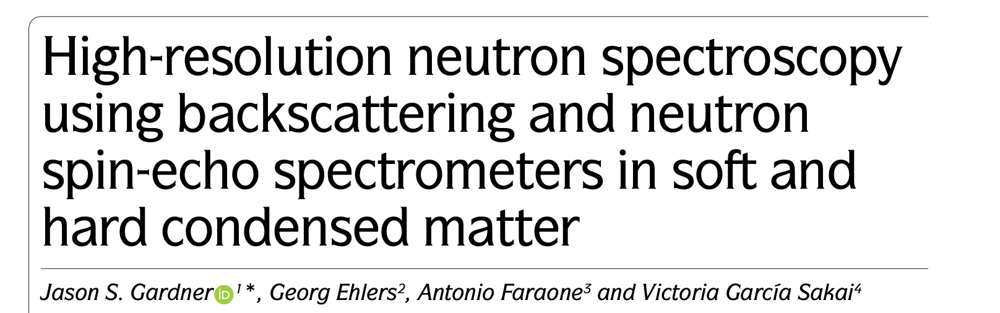 High-resolution neutron spectroscopy
using backscattering and neutron
spin-echo spectrometers in soft and
hard condensed matter
Jason S. Gardner iD 1*, Georg Ehlers2, Antonio Faraone3 and Victoria García Sakai4